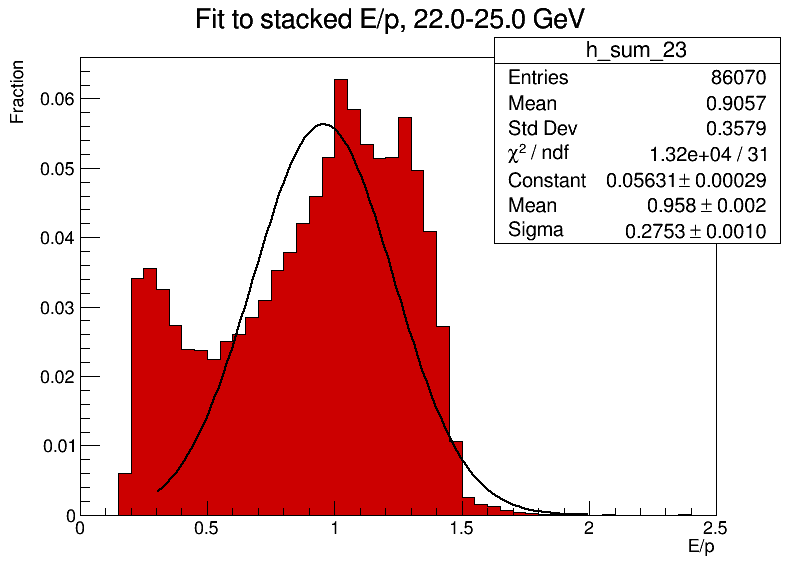 Fit to stacked E/p, 22.0-25.0 GeV
h_sum_23
Entries 86070
Mean 0.9057
Std Dev 0.3579
χ² / ndf 1.32e+04 / 31
Constant 0.05631± 0.00029
Mean 0.958 ± 0.002
Sigma 0.2753 ± 0.0010
Fraction
0.06
0.05
0.04
0.03
0.02
0.01
0
0 0.5 1 1.5 2 2.5
E/p